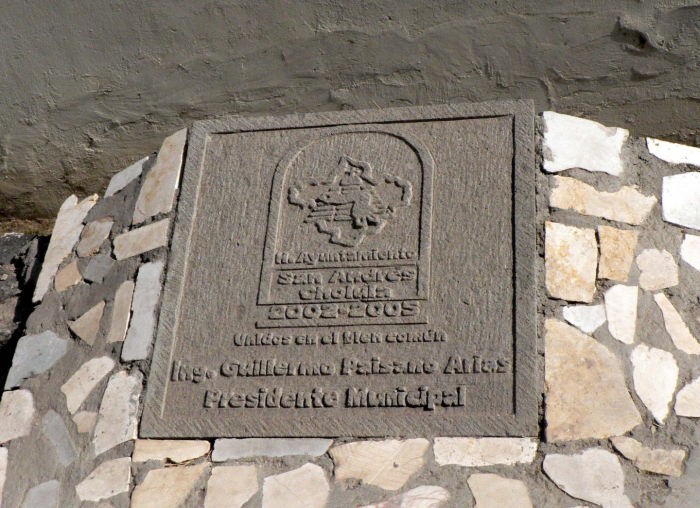 H. Ayuntamiento
San Andrés
Cholula
2002-2005
Unidos en el bien común
Ing. Guillermo Paisano Arias
Presidente Municipal